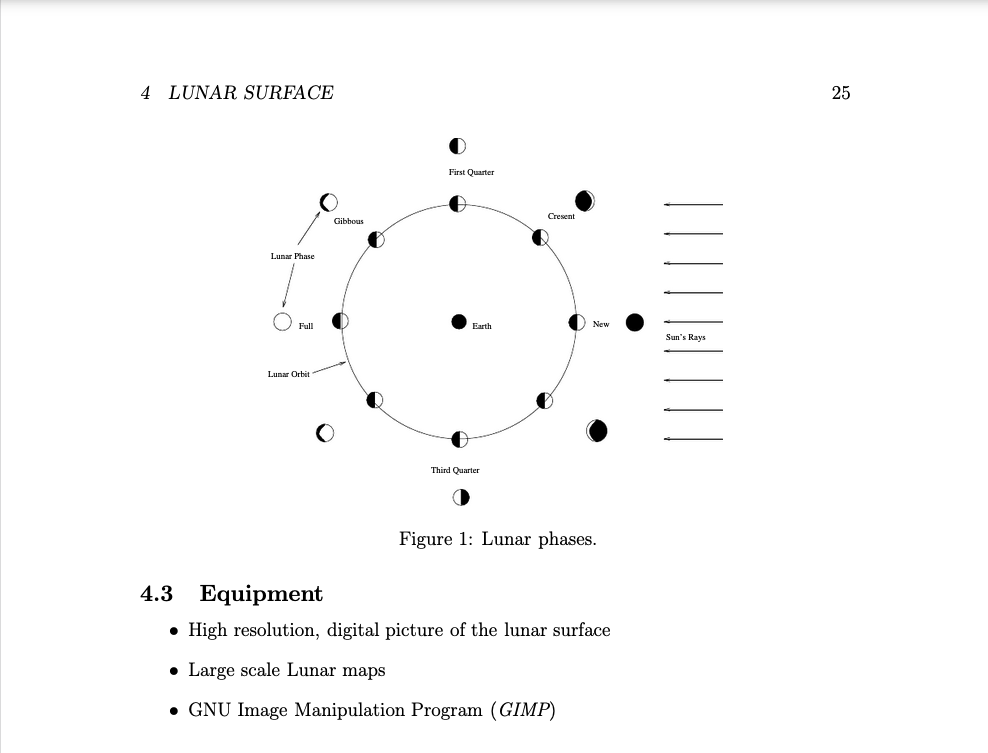 4 LUNAR SURFACE 25
First Quarter
Gibbous
Cresent
Lunar Phase
Full
Earth
New
Sun's Rays
Lunar Orbit
Third Quarter
Figure 1: Lunar phases.
4.3 Equipment
• High resolution, digital picture of the lunar surface
• Large scale Lunar maps
• GNU Image Manipulation Program (GIMP)